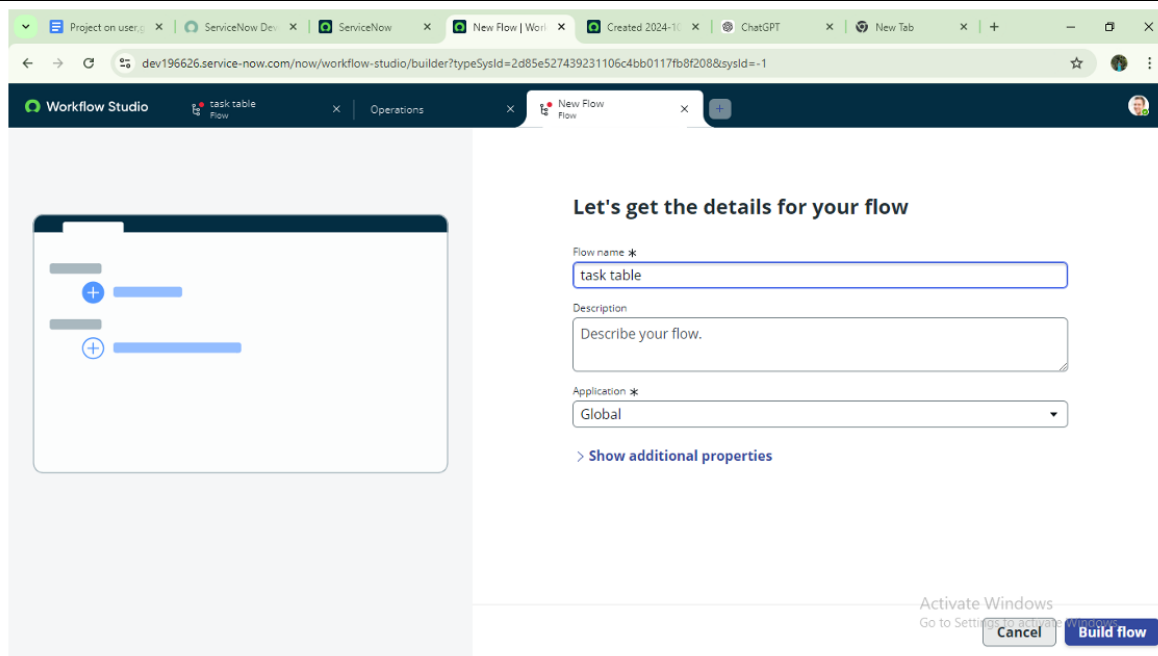 Project on user,g
ServiceNow Dev
ServiceNow
New Flow | Work
Created 2024-10
ChatGPT
New Tab
dev196626.service-now.com/now/workflow-studio/builder?typeSysId=2d85e527439231106c4bb0117fb8f208&sysId=-1
Workflow Studio
task table
Flow
Operations
New Flow
Flow
Let's get the details for your flow
Flow name *
task table
Description
Describe your flow.
Application *
Global
Show additional properties
Activate Windows
Go to Settings to activate Windows.
Cancel
Build flow